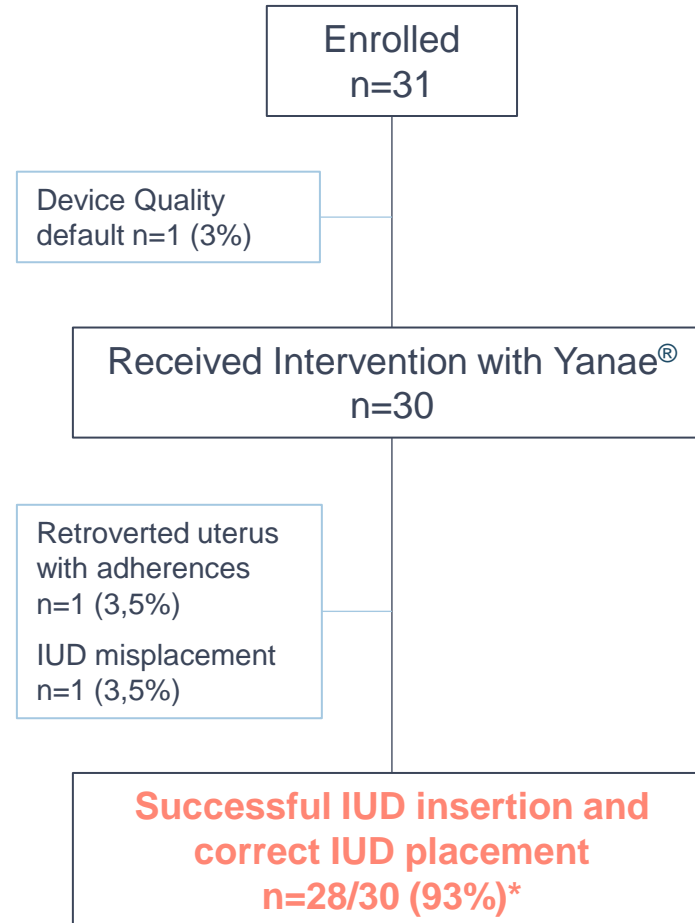 Enrolled
n=31
Device Quality
default n=1 (3%)
Received Intervention with Yanae®
n=30
Retroverted uterus
with adherences
n=1 (3,5%)
IUD misplacement
n=1 (3,5%)
Successful IUD insertion and
correct IUD placement
n=28/30 (93%)*